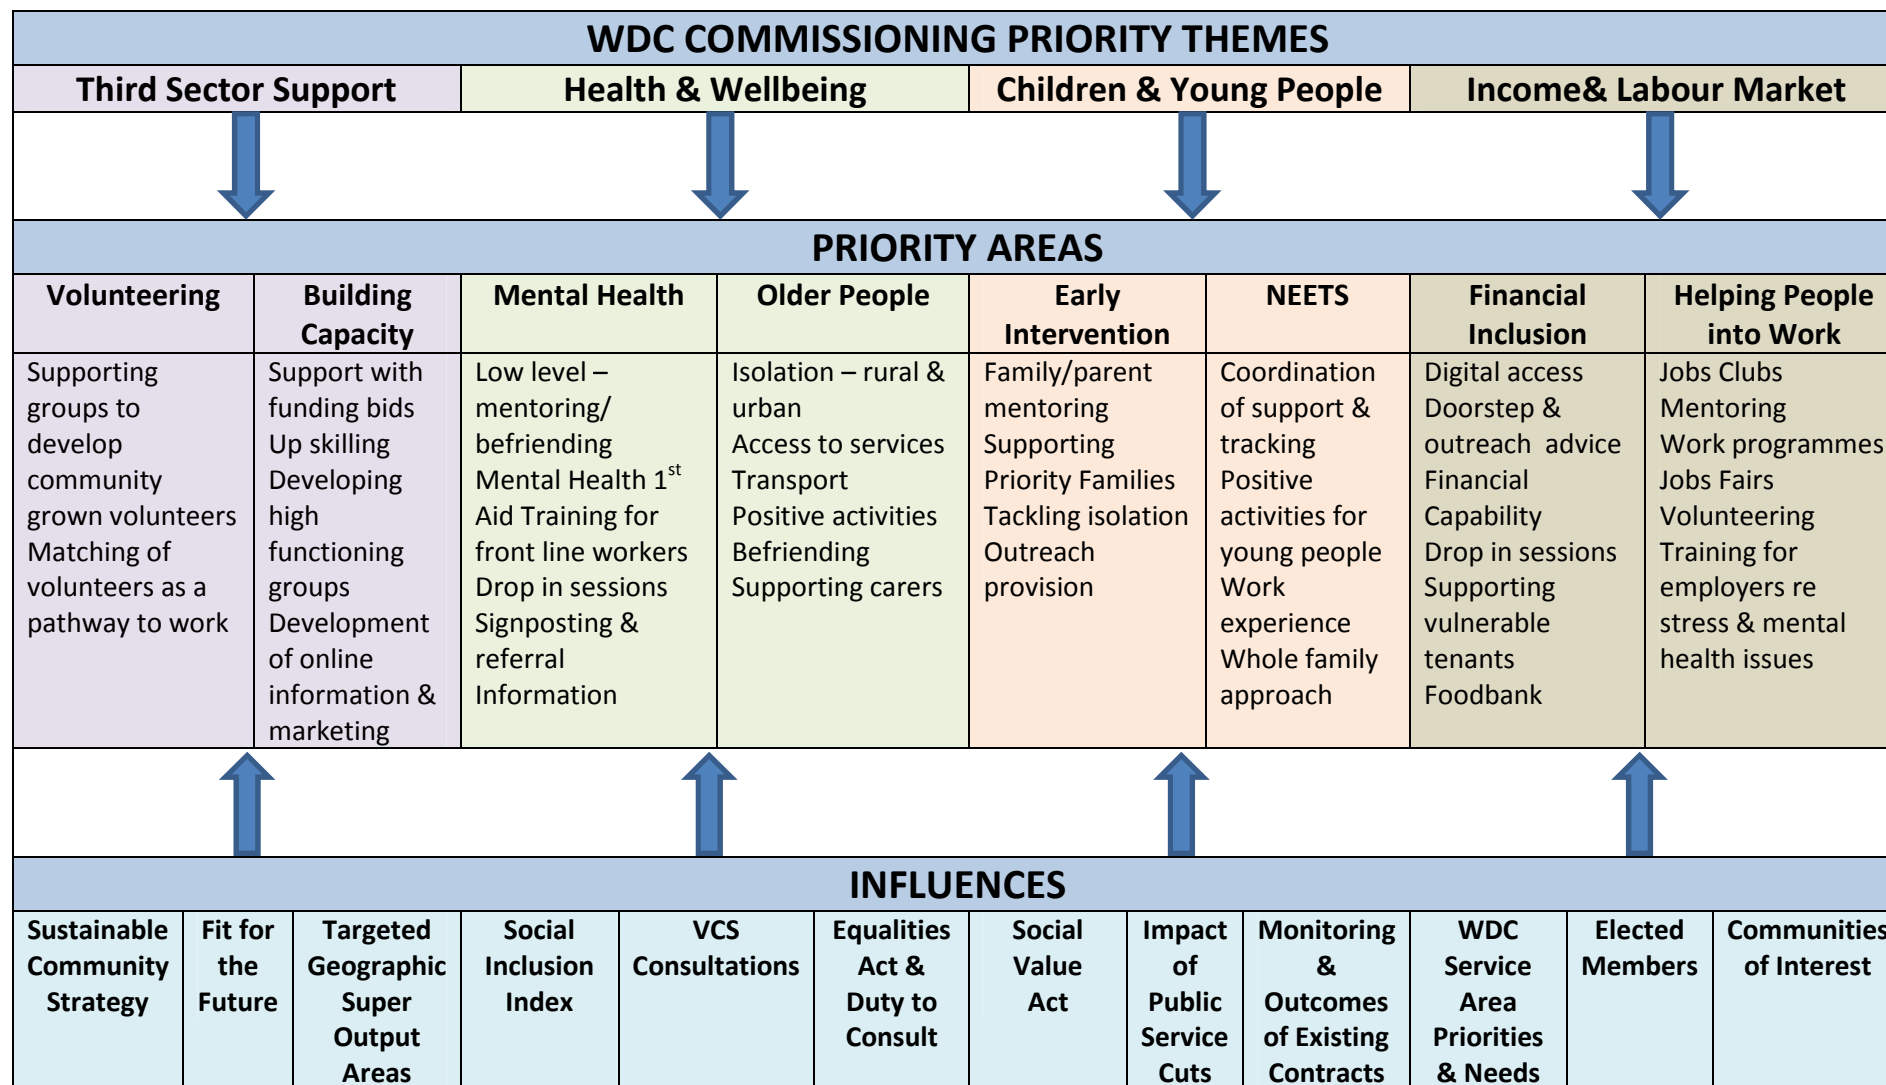 WDC COMMISSIONING PRIORITY THEMES
Third Sector Support
Health & Wellbeing
Children & Young People
Income& Labour Market
PRIORITY AREAS
Volunteering
Building
Capacity
Mental Health
Older People
Early
Intervention
NEETS
Financial
Inclusion
Helping People
into Work
Supporting
groups to
develop
community
grown volunteers
Matching of
volunteers as a
pathway to work
Support with
funding bids
Up skilling
Developing
high
functioning
groups
Development
of online
information &
marketing
Low level –
mentoring/
befriending
Mental Health 1st
Aid Training for
front line workers
Drop in sessions
Signposting &
referral
Information
Isolation – rural &
urban
Access to services
Transport
Positive activities
Befriending
Supporting carers
Family/parent
mentoring
Supporting
Priority Families
Tackling isolation
Outreach
provision
Coordination
of support &
tracking
Positive
activities for
young people
Work
experience
Whole family
approach
Digital access
Doorstep &
outreach advice
Financial
Capability
Drop in sessions
Supporting
vulnerable
tenants
Foodbank
Jobs Clubs
Mentoring
Work programmes
Jobs Fairs
Volunteering
Training for
employers re
stress & mental
health issues
INFLUENCES
Sustainable
Community
Strategy
Fit for
the
Future
Targeted
Geographic
Super
Output
Areas
Social
Inclusion
Index
VCS
Consultations
Equalities
Act &
Duty to
Consult
Social
Value
Act
Impact
of
Public
Service
Cuts
Monitoring
&
Outcomes
of Existing
Contracts
WDC
Service
Area
Priorities
& Needs
Elected
Members
Communities
of Interest